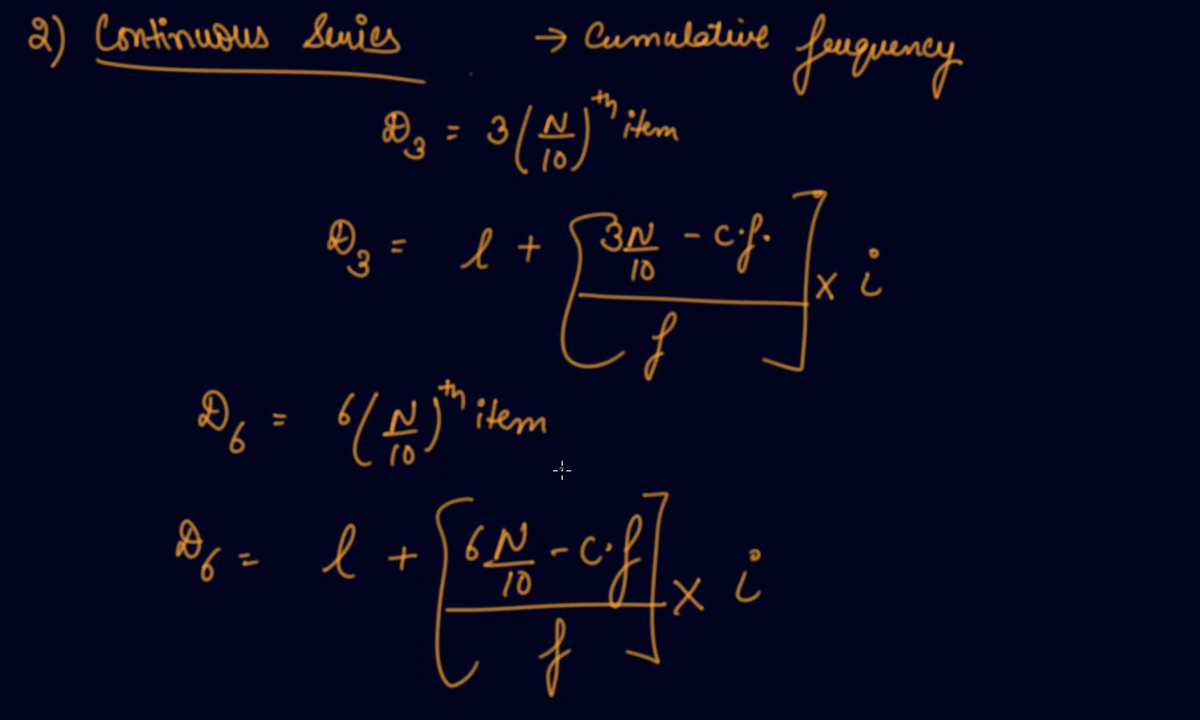 2) Continuous Series → Cumulative frequency
D₃ = 3(N/10)ᵗʰ item
D₃ = l + [(3N/10 - c.f.)/f] × i
D₆ = 6(N/10)ᵗʰ item
D₆ = l + [(6N/10 - c.f)/f] × i